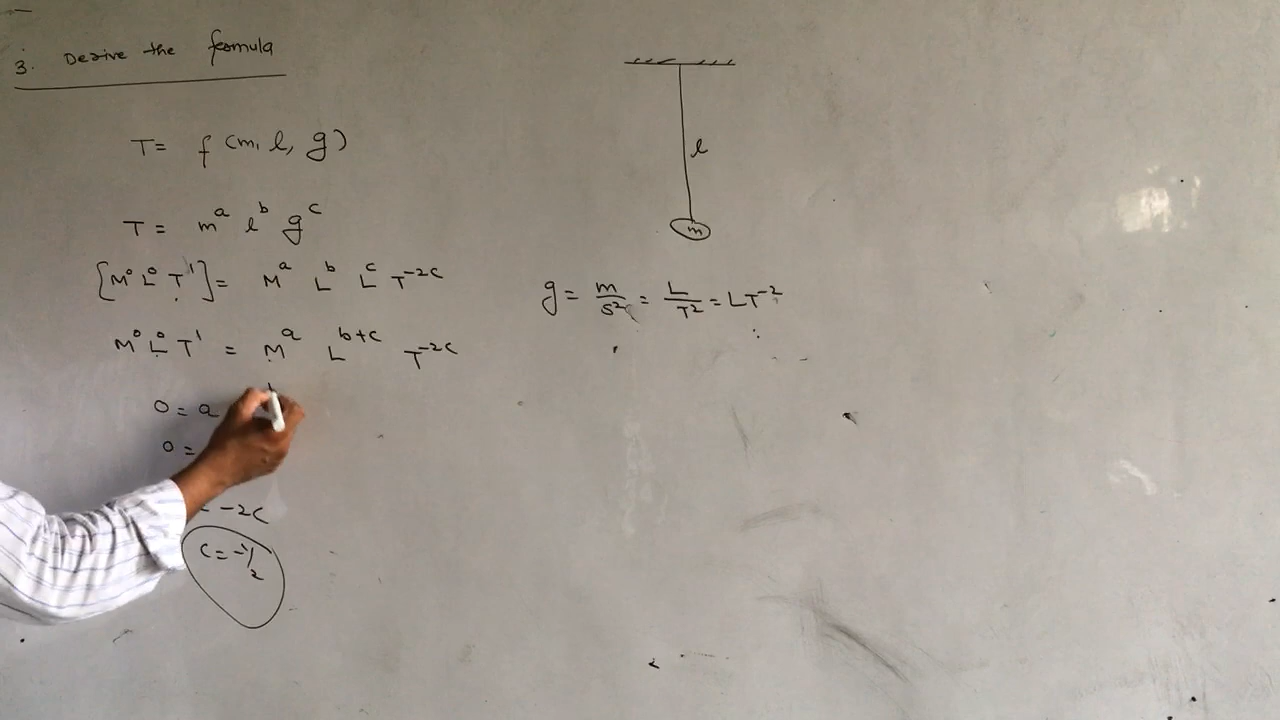 3. Derive the formula
T = f (m, l, g)
T = m^a l^b g^c
[M^0 L^0 T^1] = M^a L^b L^c T^-2c
M^0 L^0 T^1 = M^a L^b+c T^-2c
0 = a
0 =
= -2c
c = -1/2
l
m
g = m/s^2 = L/T^2 = LT^-2